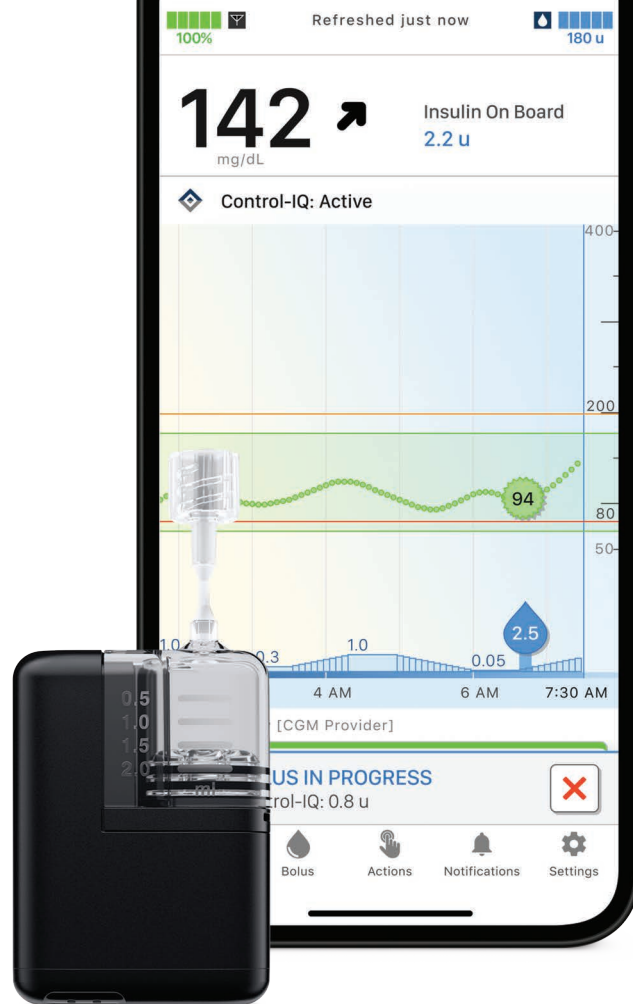 Refreshed just now
100%
180 u
142
mg/dL
Insulin On Board
2.2 u
Control-IQ: Active
400
200
94
80
50
2.5
1.0
0.3
1.0
0.05
4 AM
6 AM
7:30 AM
[CGM Provider]
0.5
1.0
1.5
2.0
ml
US IN PROGRESS
rol-IQ: 0.8 u
Bolus
Actions
Notifications
Settings